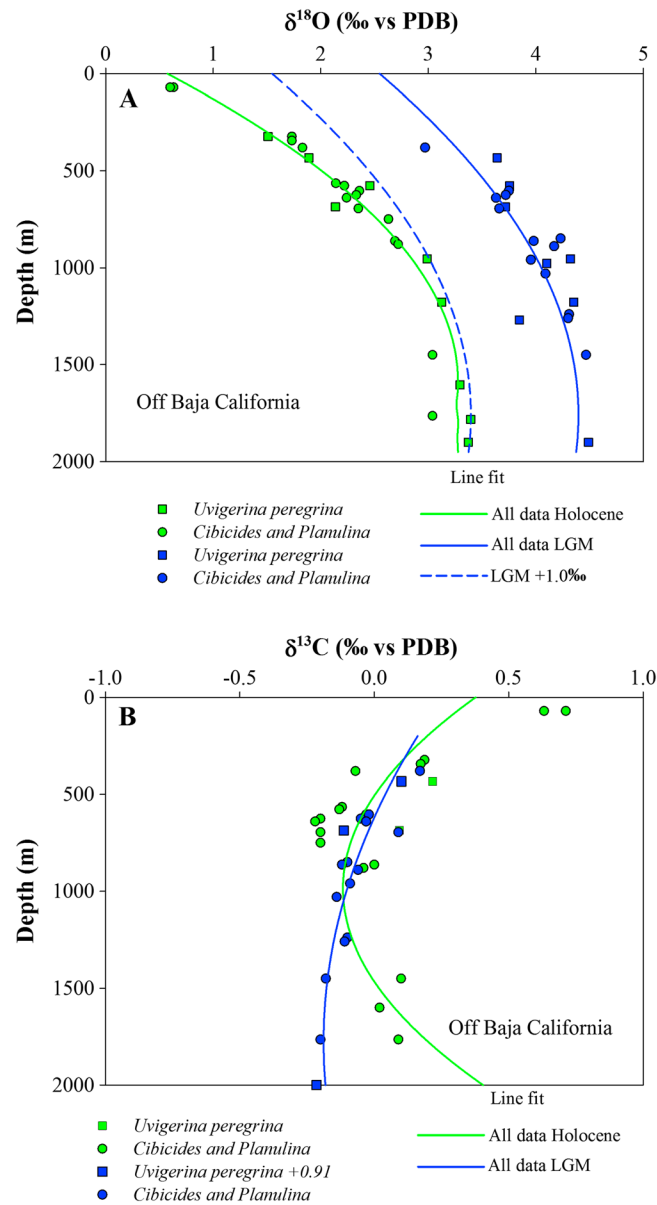 δ18O (‰ vs PDB)
0 1 2 3 4 5
0
A
500
1000
1500
2000
Depth (m)
Off Baja California
Line fit
Uvigerina peregrina
Cibicides and Planulina
Uvigerina peregrina
Cibicides and Planulina
All data Holocene
All data LGM
LGM +1.0‰
δ13C (‰ vs PDB)
-1.0 -0.5 0.0 0.5 1.0
0
B
500
1000
1500
2000
Depth (m)
Off Baja California
Line fit
Uvigerina peregrina
Cibicides and Planulina
Uvigerina peregrina +0.91
Cibicides and Planulina
All data Holocene
All data LGM